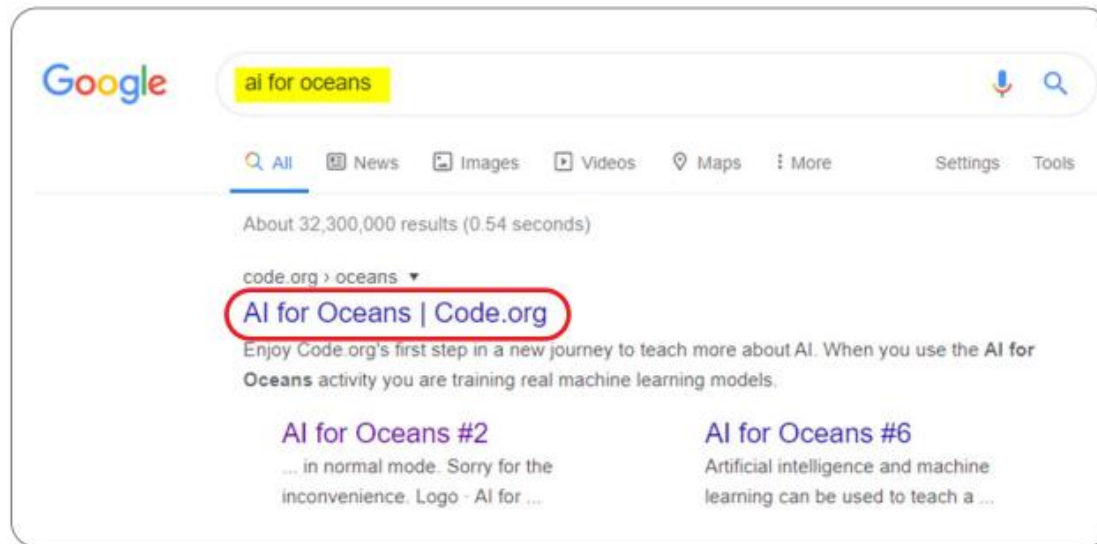 Google
ai for oceans
All News Images Videos Maps More Settings Tools
About 32,300,000 results (0.54 seconds)
code.org › oceans
AI for Oceans | Code.org
Enjoy Code.org's first step in a new journey to teach more about AI. When you use the AI for
Oceans activity you are training real machine learning models.
AI for Oceans #2
... in normal mode. Sorry for the
inconvenience. Logo · AI for ...
AI for Oceans #6
Artificial intelligence and machine
learning can be used to teach a ...